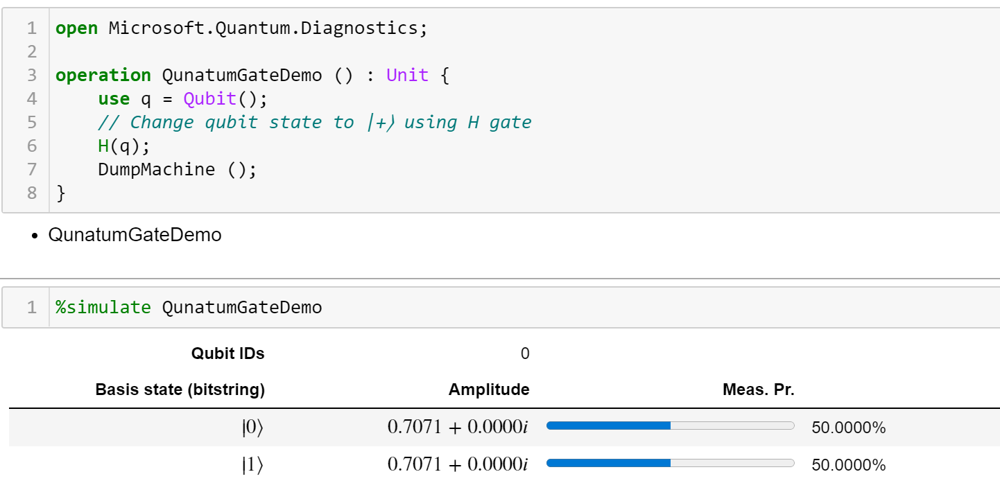 1 open Microsoft.Quantum.Diagnostics;
2
3 operation QunatumGateDemo () : Unit {
4     use q = Qubit();
5     // Change qubit state to |+⟩ using H gate
6     H(q);
7     DumpMachine ();
8 }
• QunatumGateDemo
1 %simulate QunatumGateDemo
Qubit IDs 0
Basis state (bitstring) Amplitude Meas. Pr.
|0⟩ 0.7071 + 0.0000i 50.0000%
|1⟩ 0.7071 + 0.0000i 50.0000%